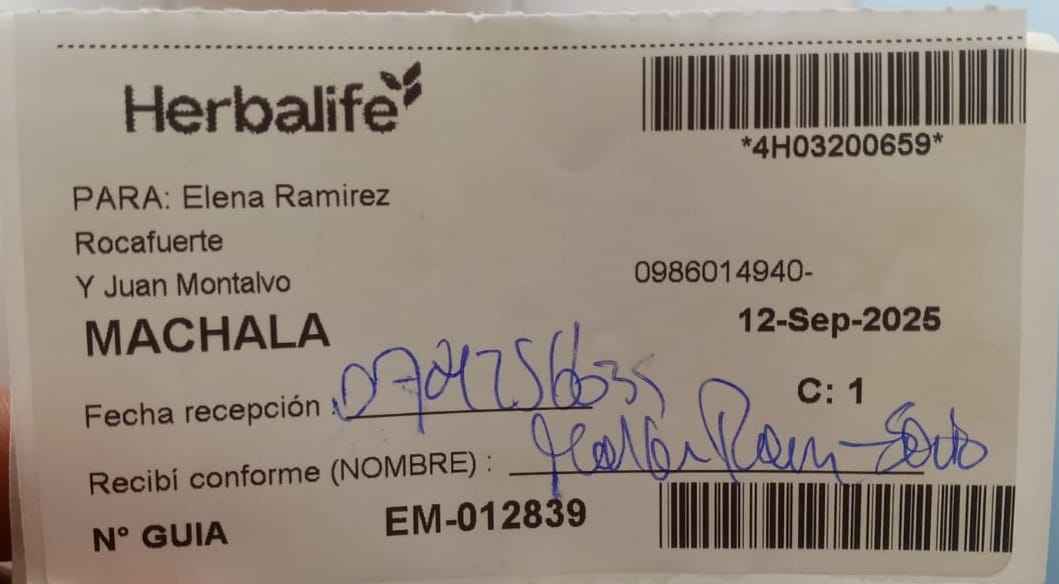 Herbalife
*4H03200659*
PARA: Elena Ramirez
Rocafuerte
Y Juan Montalvo
0986014940-
MACHALA
12-Sep-2025
C: 1
Fecha recepción :
Recibí conforme (NOMBRE) :
Nº GUIA EM-012839